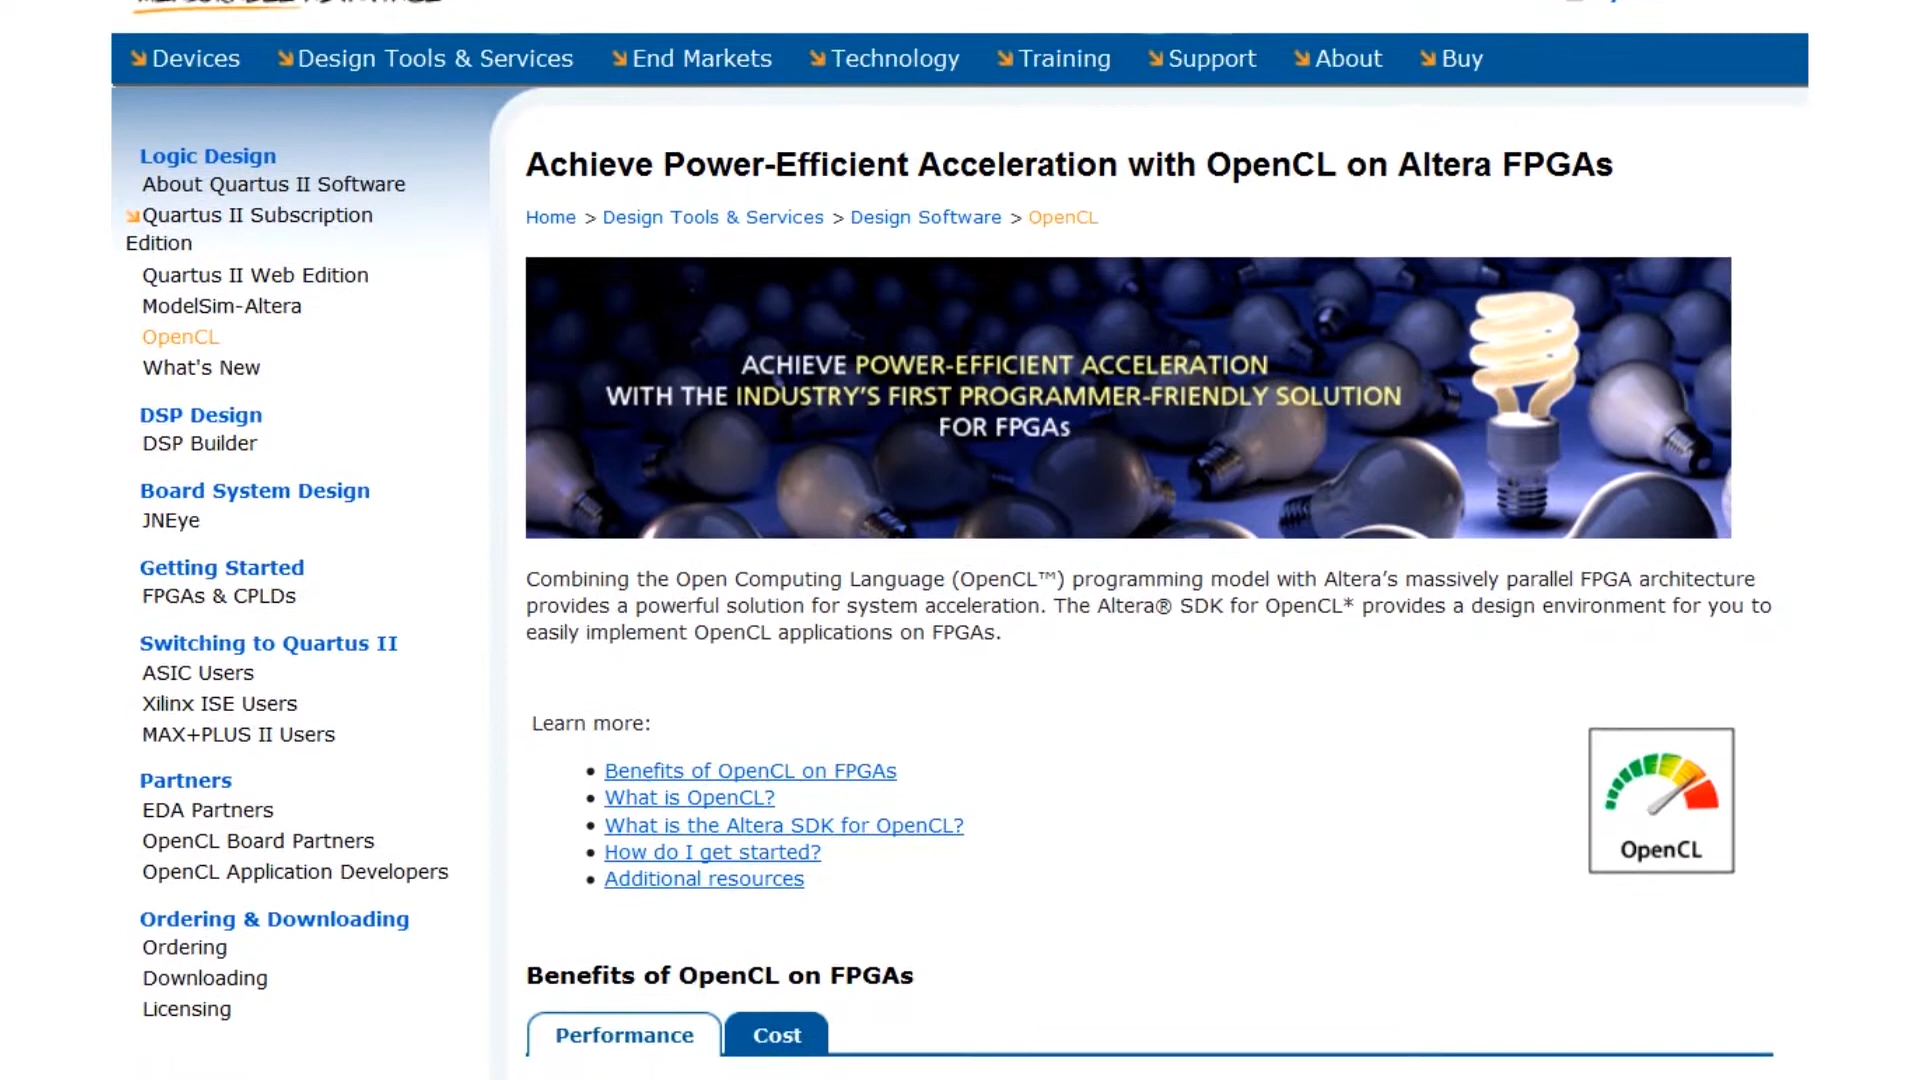 Devices
Design Tools & Services
End Markets
Technology
Training
Support
About
Buy
Logic Design
About Quartus II Software
Quartus II Subscription
Edition
Quartus II Web Edition
ModelSim-Altera
OpenCL
What's New
DSP Design
DSP Builder
Board System Design
JNEye
Getting Started
FPGAs & CPLDs
Switching to Quartus II
ASIC Users
Xilinx ISE Users
MAX+PLUS II Users
Partners
EDA Partners
OpenCL Board Partners
OpenCL Application Developers
Ordering & Downloading
Ordering
Downloading
Licensing
Achieve Power-Efficient Acceleration with OpenCL on Altera FPGAs
Home > Design Tools & Services > Design Software > OpenCL
ACHIEVE POWER-EFFICIENT ACCELERATION
WITH THE INDUSTRY'S FIRST PROGRAMMER-FRIENDLY SOLUTION
FOR FPGAs
Combining the Open Computing Language (OpenCL™) programming model with Altera’s massively parallel FPGA architecture
provides a powerful solution for system acceleration. The Altera® SDK for OpenCL* provides a design environment for you to
easily implement OpenCL applications on FPGAs.
Learn more:
• Benefits of OpenCL on FPGAs
• What is OpenCL?
• What is the Altera SDK for OpenCL?
• How do I get started?
• Additional resources
OpenCL
Benefits of OpenCL on FPGAs
Performance
Cost